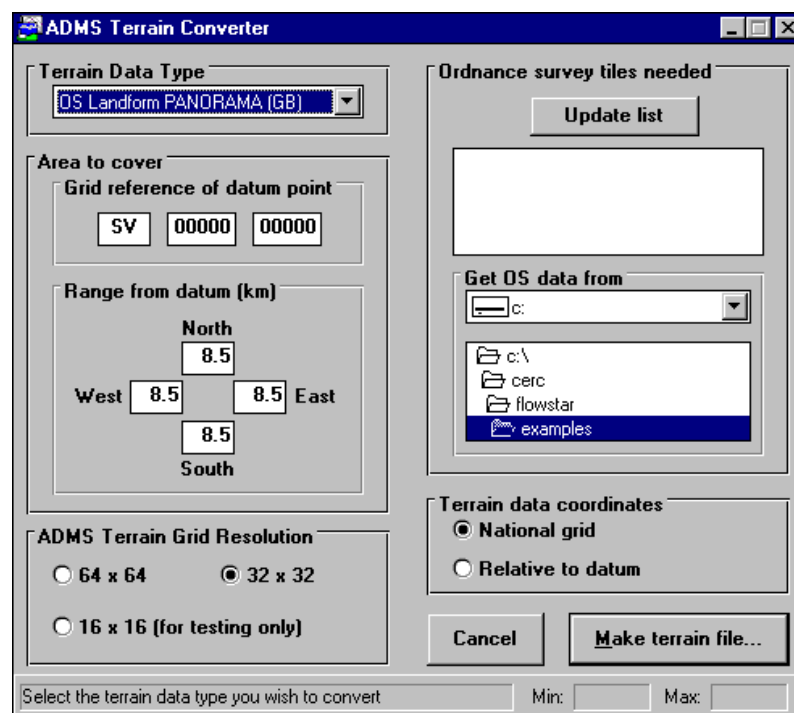 ADMS Terrain Converter
Terrain Data Type
OS Landform PANORAMA (GB)
Area to cover
Grid reference of datum point
SV 00000 00000
Range from datum (km)
North
8.5
West 8.5 8.5 East
8.5
South
ADMS Terrain Grid Resolution
64 x 64 32 x 32
16 x 16 (for testing only)
Ordnance survey tiles needed
Update list
Get OS data from
c:
c:\
cerc
flowstar
examples
Terrain data coordinates
National grid
Relative to datum
Cancel Make terrain file...
Select the terrain data type you wish to convert Min: Max: